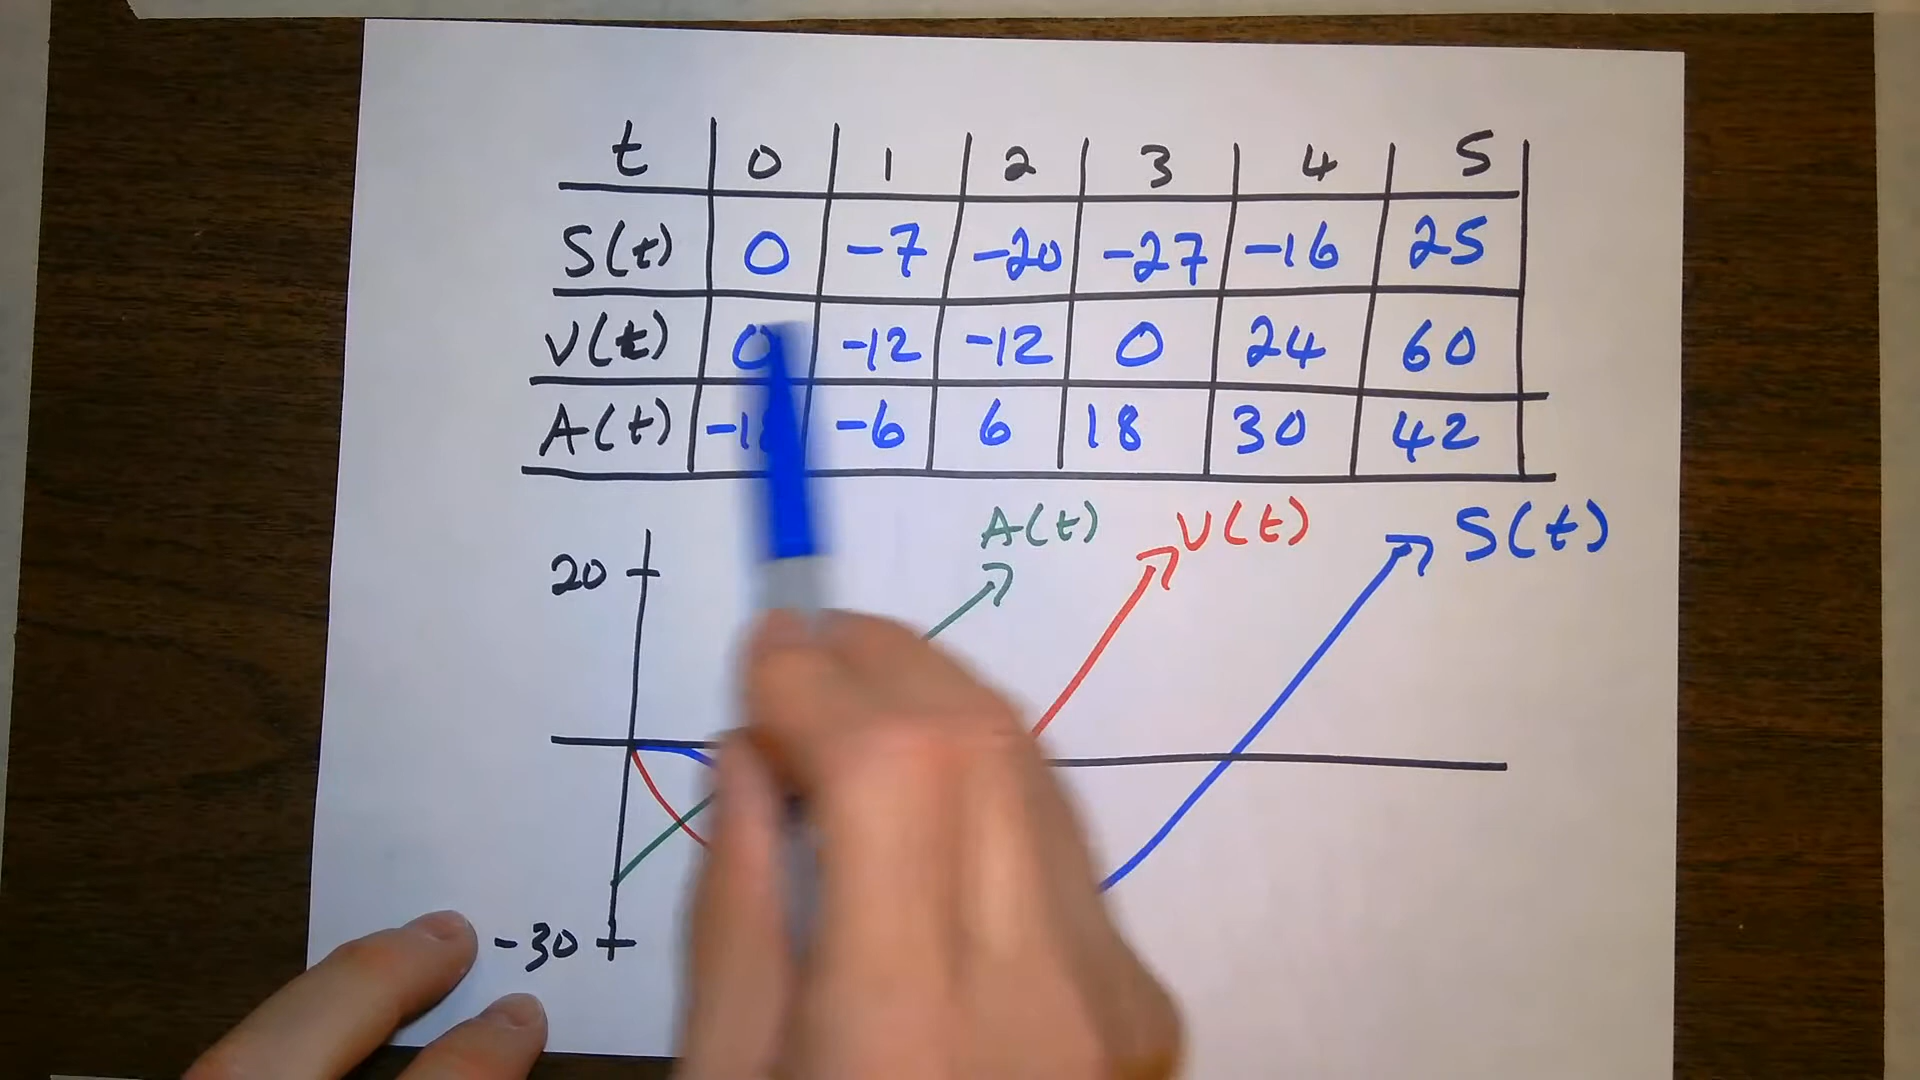 t 0 1 2 3 4 5
S(t) 0 -7 -20 -27 -16 25
V(t) 0 -12 -12 0 24 60
A(t) -18 -6 6 18 30 42
A(t) V(t) S(t)
20
-30